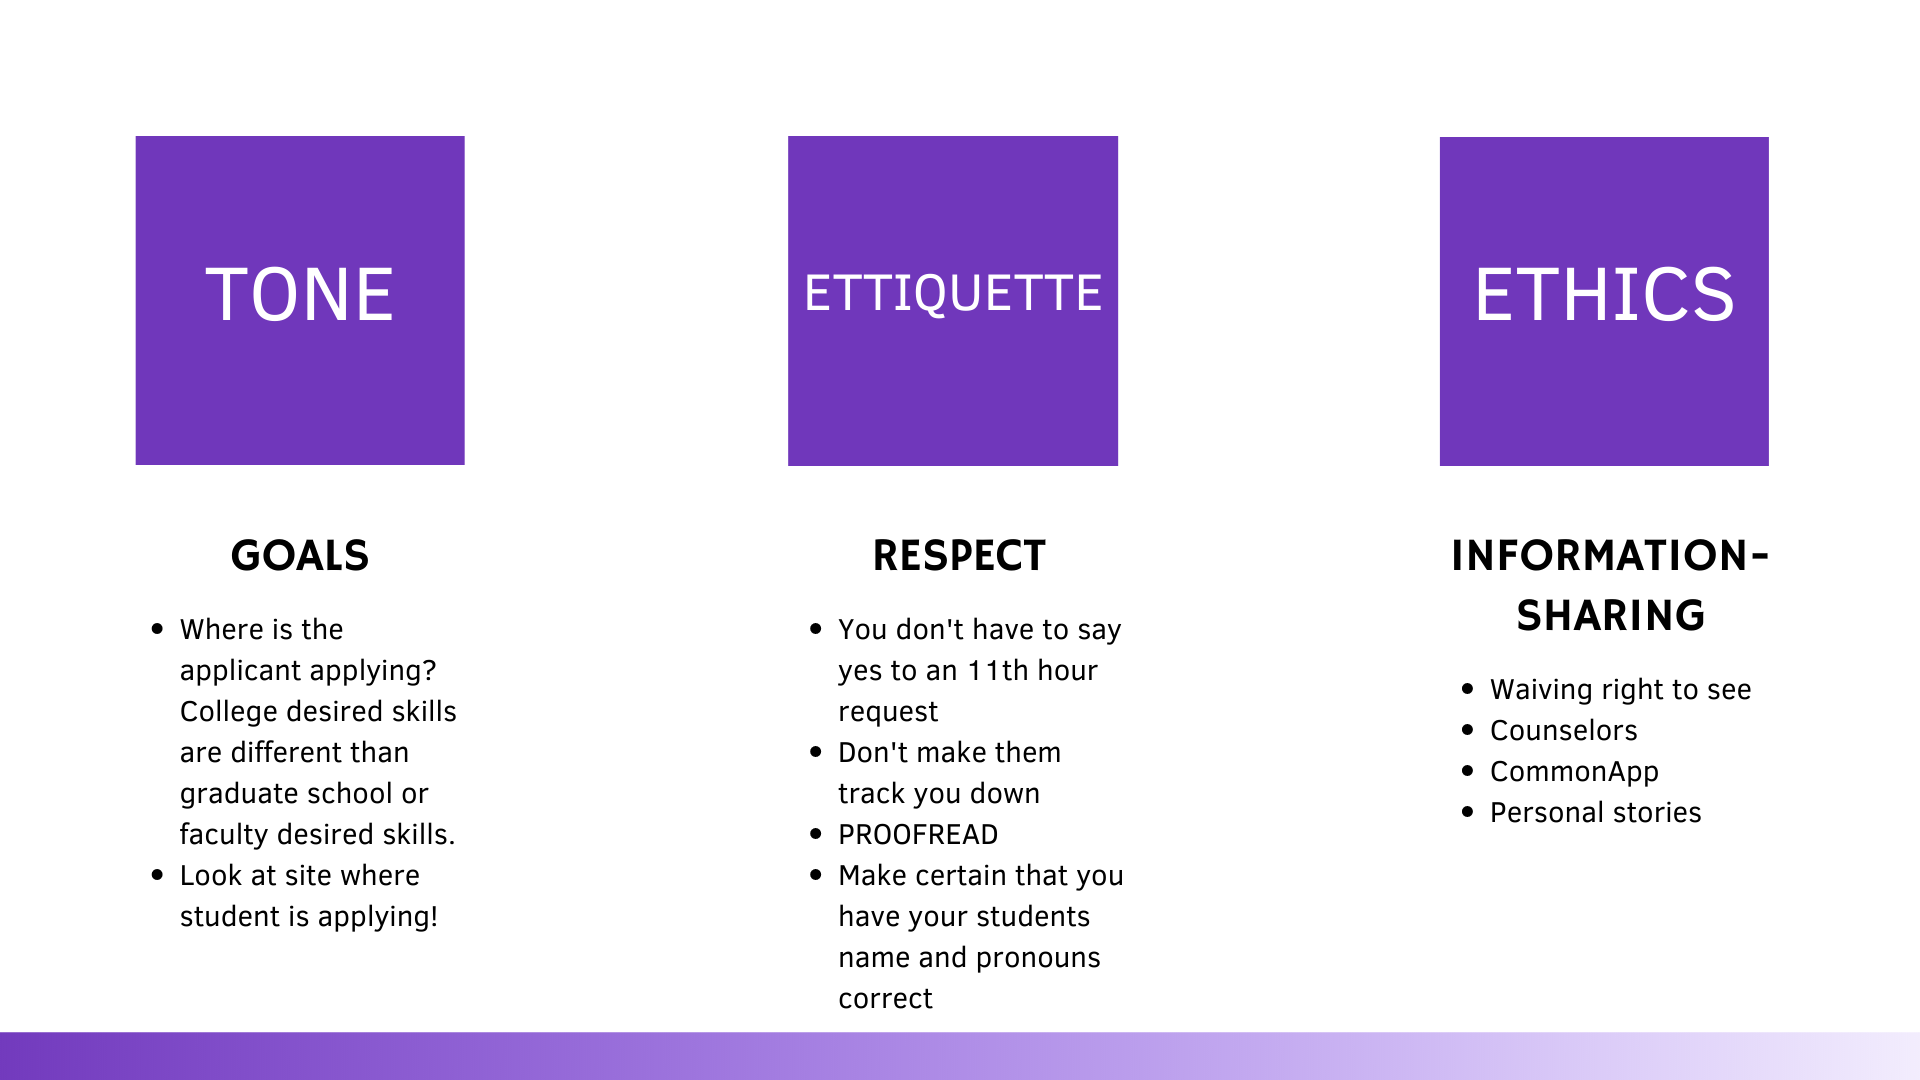 TONE
GOALS
• Where is the
applicant applying?
College desired skills
are different than
graduate school or
faculty desired skills.
• Look at site where
student is applying!
ETTIQUETTE
RESPECT
• You don't have to say
yes to an 11th hour
request
• Don't make them
track you down
• PROOFREAD
• Make certain that you
have your students
name and pronouns
correct
ETHICS
INFORMATION-
SHARING
• Waiving right to see
• Counselors
• CommonApp
• Personal stories